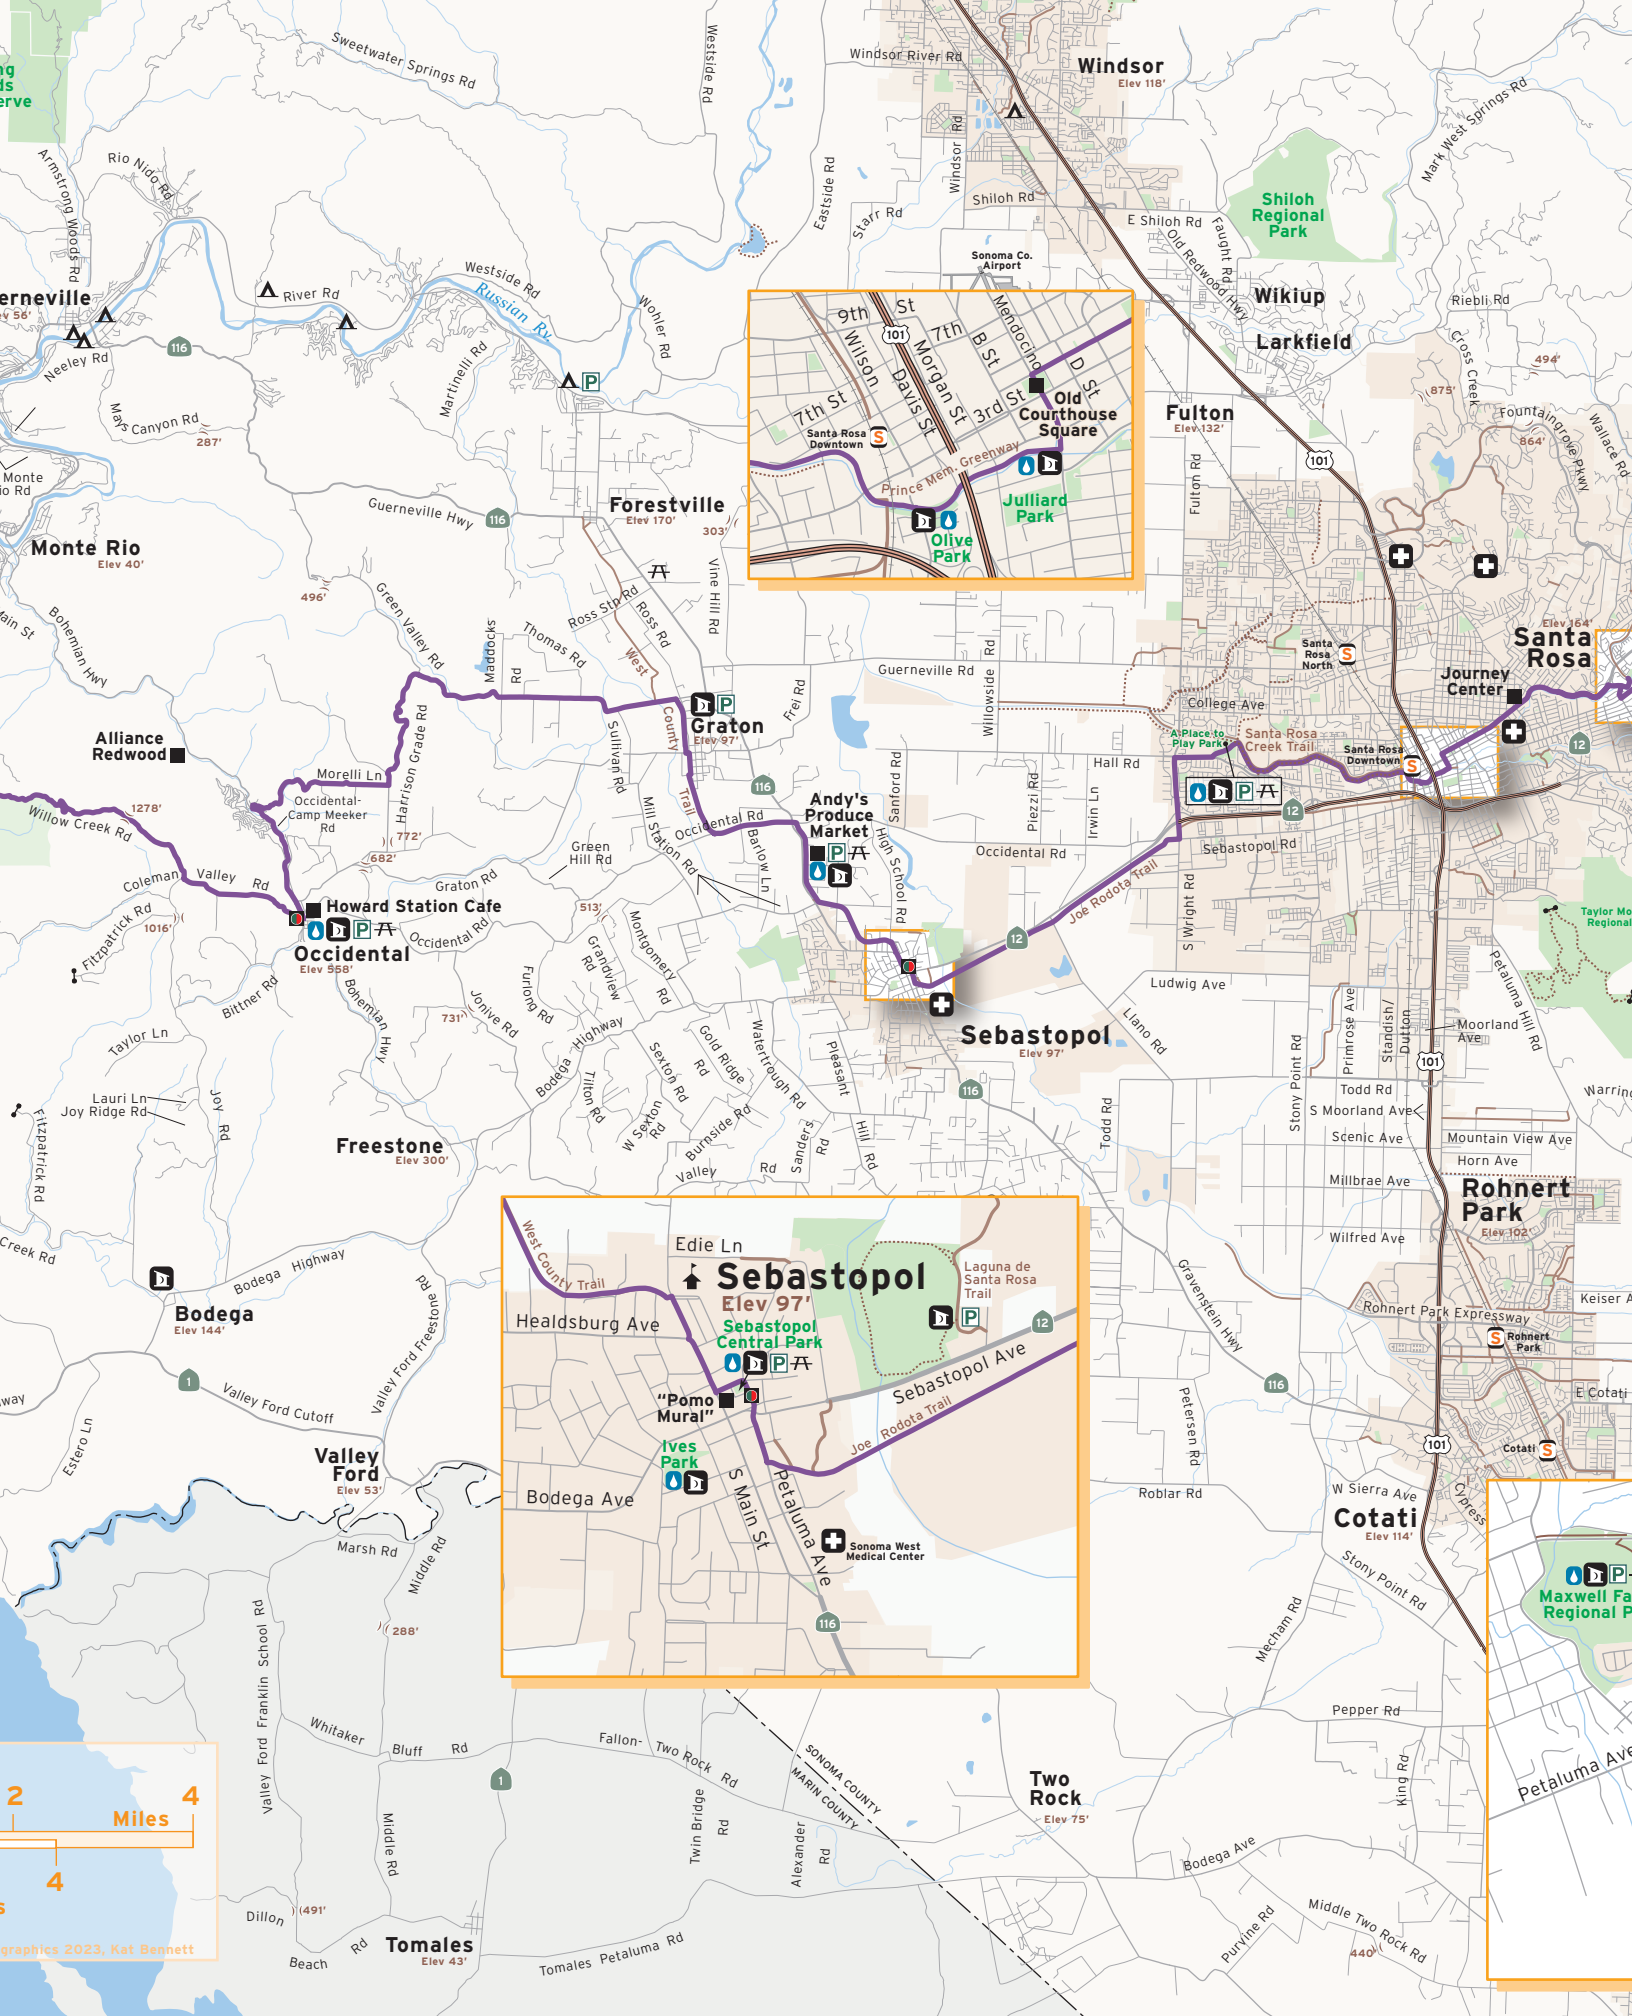 Sweetwater Springs Rd
Westside Rd
Windsor River Rd
Windsor
Elev 118'
Mark West Springs Rd
Armstrong Woods Rd
Rio Nido Rd
Windsor Rd
Eastside Rd
Starr Rd
Shiloh Rd
E Shiloh Rd
Faught Rd
Old Redwood Hwy
Shiloh
Regional
Park
Sonoma Co.
Airport
Wikiup
Larkfield
Riebli Rd
Cross Creek
494'
875'
864'
Fountaingrove Pkwy
Wallace Rd
erneville
River Rd
Westside Rd
Russian Rv.
Wohler Rd
116
Neeley Rd
Mays Canyon Rd
287'
Martinelli Rd
P
9th St
101
7th
Wilson
Davis St
Morgan St
B St
Mendocino
D St
7th St
3rd St
Old
Courthouse
Square
Santa Rosa
Downtown
S
Prince Mem. Greenway
Julliard
Park
Olive
Park
Fulton
Elev 132'
Fulton Rd
101
Monte
Monte Rio
Elev 40'
Guerneville Hwy
116
Forestville
Elev 170'
303'
Vine Hill Rd
496'
Green Valley Rd
Bohemian Hwy
Maddocks
Rd
Thomas Rd
Ross Stn Rd
Ross Rd
West
County
Trail
Guerneville Rd
Willowside Rd
Santa
Rosa
North
S
Elev 164'
Santa
Rosa
Journey
Center
College Ave
A Place to
Play Park
Santa Rosa
Creek Trail
Santa Rosa
Downtown
S
12
P
12
Hall Rd
Graton
Elev 97'
P
Frei Rd
Sullivan Rd
Alliance
Redwood
Morelli Ln
Harrison Grade Rd
Occidental-
Camp Meeker
Rd
772'
682'
Willow Creek Rd
1278'
Coleman Valley Rd
Fitzpatrick Rd
1016'
Graton Rd
Green
Hill Rd
Mill Station Rd
Occidental Rd
Barlow Ln
116
Andy's
Produce
Market
P
High School Rd
Sanford Rd
Piezzi Rd
Irwin Ln
Occidental Rd
Sebastopol Rd
Joe Rodota Trail
S Wright Rd
12
Howard Station Cafe
P
Occidental
Elev 558'
Occidental Rd
Bittner Rd
Bohemian Hwy
513'
Montgomery
Rd
Grandview
Rd
Furlong Rd
Jonive Rd
731'
Bodega Highway
Tilton Rd
Sexton Rd
W Sexton
Rd
Gold Ridge
Rd
Watertrough Rd
Burnside Rd
Pleasant
Hill Rd
Sanders
Rd
Valley Rd
Sebastopol
Elev 97'
116
Ludwig Ave
Llano Rd
Todd Rd
Stony Point Rd
Primrose Ave
Standish/
Dutton
Moorland
Ave
101
Petaluma Hill Rd
Todd Rd
S Moorland Ave
Scenic Ave
Mountain View Ave
Horn Ave
Millbrae Ave
Rohnert
Park
Elev 102'
Wilfred Ave
Rohnert Park Expressway
S
Rohnert
Park
Taylor Ln
Lauri Ln
Joy Ridge Rd
Joy Rd
Fitzpatrick Rd
Freestone
Elev 300'
Creek Rd
Bodega Highway
Bodega
Elev 144'
Valley Ford Freestone Rd
1
Valley Ford Cutoff
Estero Ln
Valley
Ford
Elev 53'
Marsh Rd
Middle Rd
West County Trail
Edie Ln
Sebastopol
Elev 97'
Sebastopol
Central Park
P
Healdsburg Ave
"Pomo
Mural"
Ives
Park
Bodega Ave
S Main St
Petaluma Ave
Sonoma West
Medical Center
116
Laguna de
Santa Rosa
Trail
P
12
Sebastopol Ave
Joe Rodota Trail
Gravenstein Hwy
116
Petersen Rd
Roblar Rd
101
Cotati
S
E Cotati
W Sierra Ave
Cypress
Cotati
Elev 114'
Stony Point Rd
Mecham Rd
P
Petaluma Ave
Pepper Rd
King Rd
288'
Valley Ford Franklin School Rd
Whitaker Bluff Rd
Middle Rd
1
Fallon- Two Rock Rd
Twin Bridge
Rd
Alexander
Rd
SONOMA COUNTY
MARIN COUNTY
Two
Rock
Elev 75'
Bodega Ave
Purvine Rd
Middle Two Rock Rd
440'
2
4
Miles
4
graphics 2023, Kat Bennett
491'
Dillon
Beach Rd
Tomales
Elev 43'
Tomales Petaluma Rd